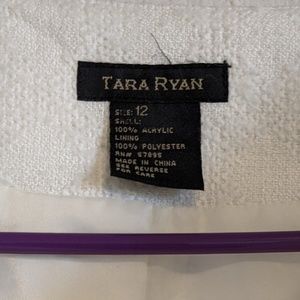 TARA RYAN
SIZE: 12
SHELL:
100% ACRYLIC
LINING
100% POLYESTER
RN# 57895
MADE IN CHINA
SEE REVERSE
FOR CARE